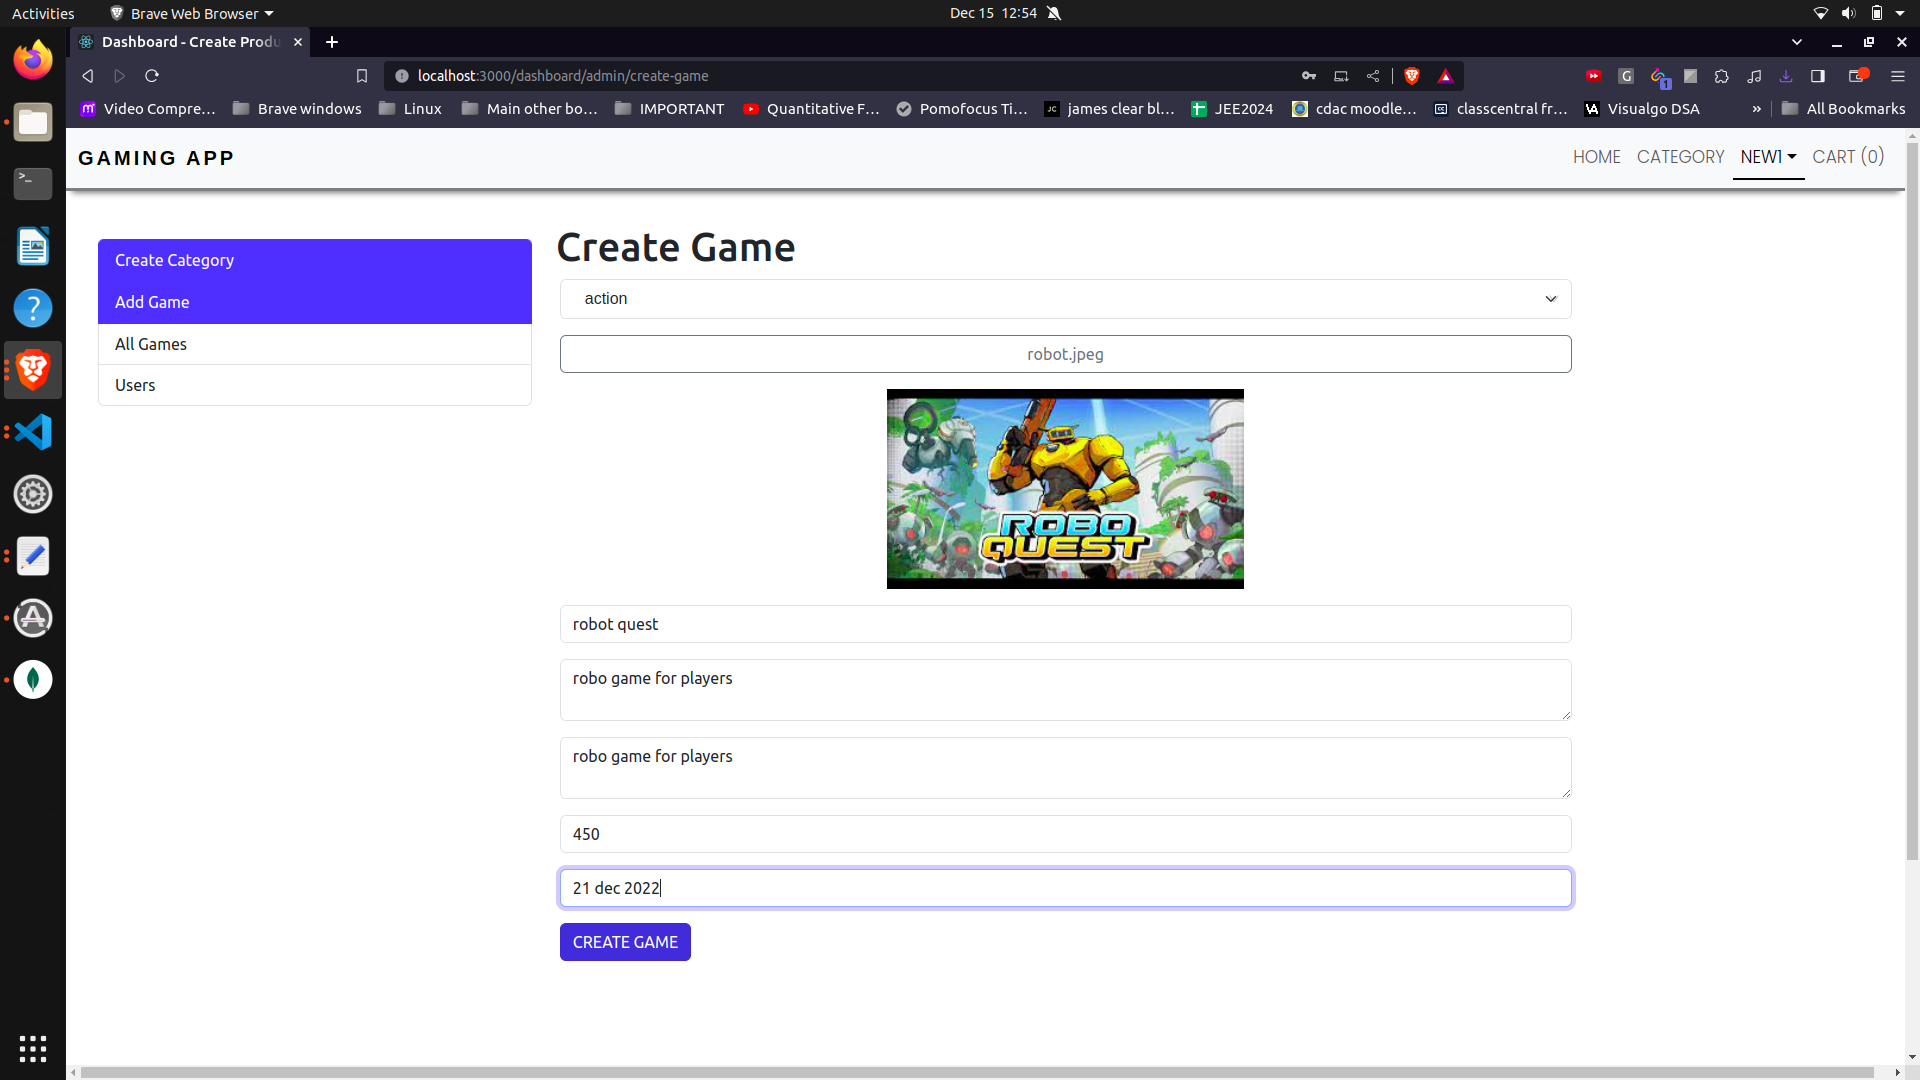 Activities
Brave Web Browser
Dec 15 12:54
Dashboard - Create Produ
localhost:3000/dashboard/admin/create-game
G
1
Video Compre…
Brave windows
Linux
Main other bo…
IMPORTANT
Quantitative F…
Pomofocus Ti…
james clear bl…
JEE2024
cdac moodle…
classcentral fr…
Visualgo DSA
»
All Bookmarks
GAMING APP
HOME
CATEGORY
NEW1
CART (0)
Create Category
Add Game
All Games
Users
Create Game
action
robot.jpeg
ROBO
QUEST
robot quest
robo game for players
robo game for players
450
21 dec 2022
CREATE GAME